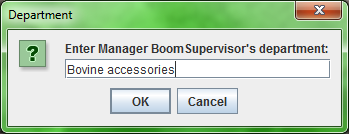 Department
Enter Manager BoomSupervisor's department:
Bovine accessories
OK
Cancel